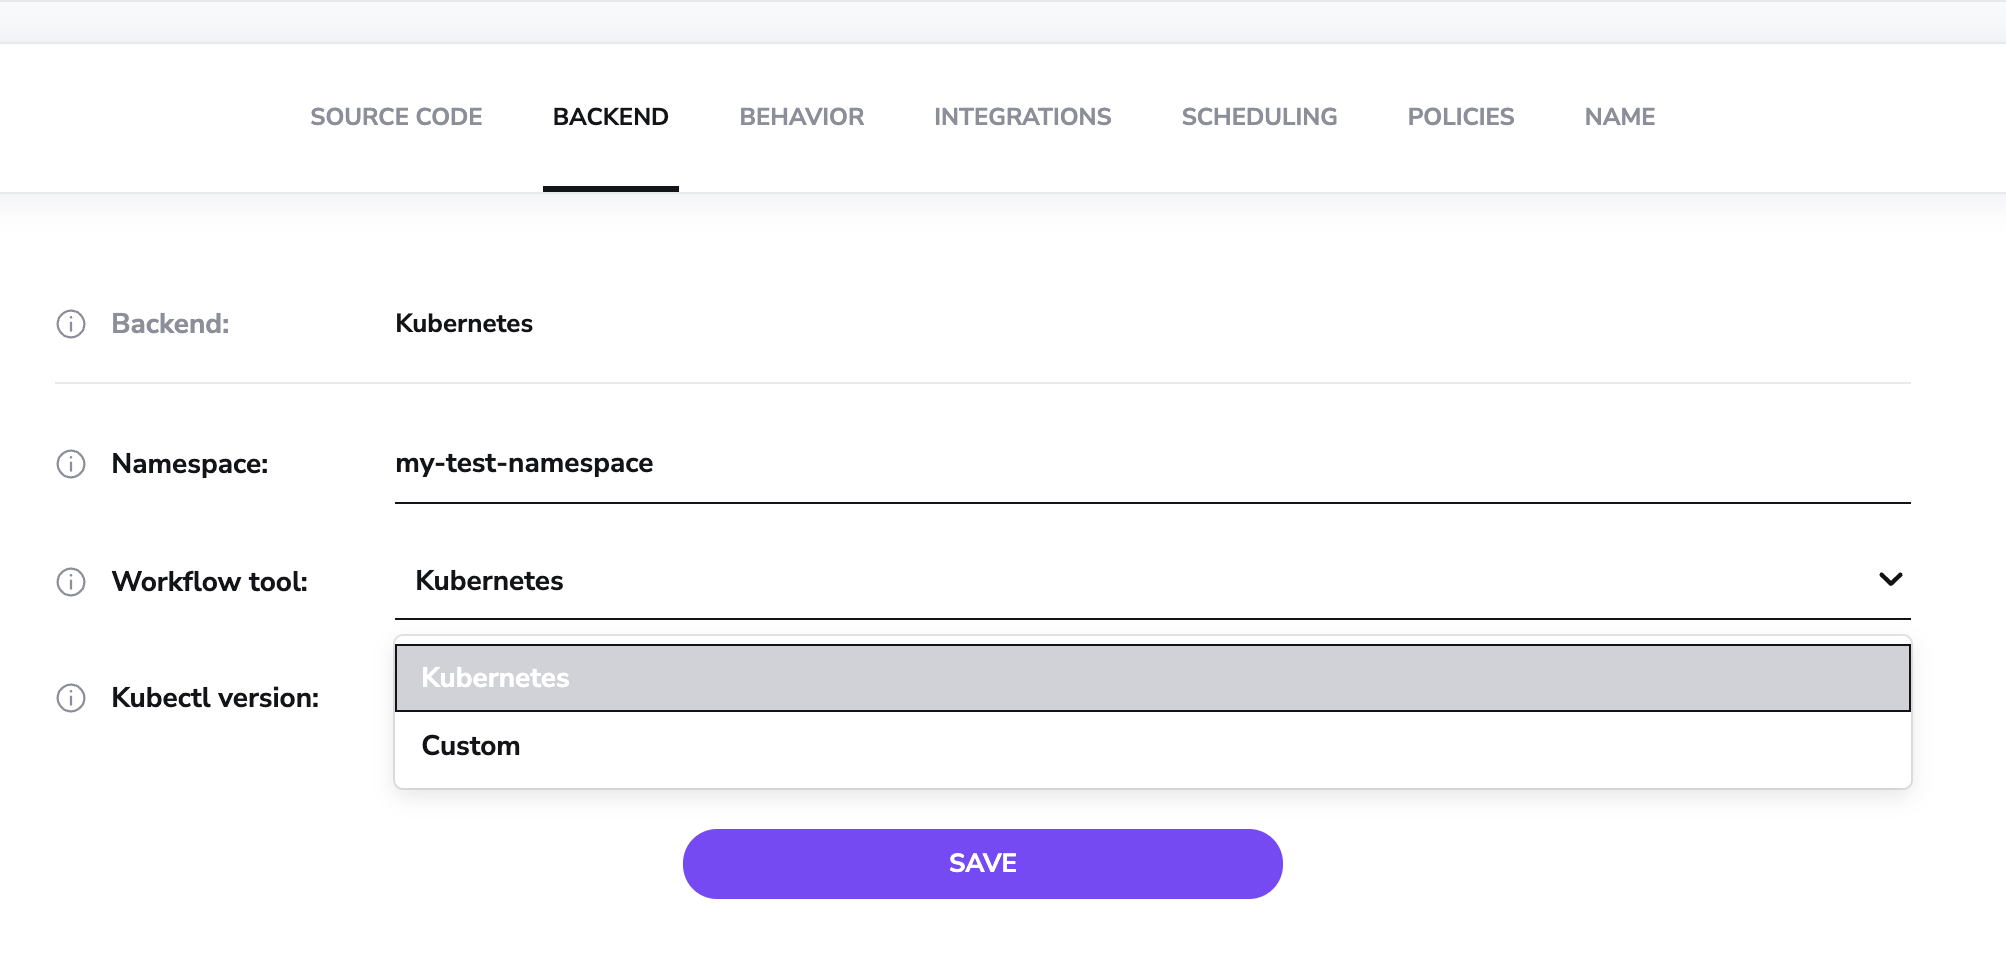 SOURCE CODE BACKEND BEHAVIOR INTEGRATIONS SCHEDULING POLICIES NAME
Backend: Kubernetes
Namespace: my-test-namespace
Workflow tool: Kubernetes
Kubernetes
Kubectl version:
Custom
SAVE